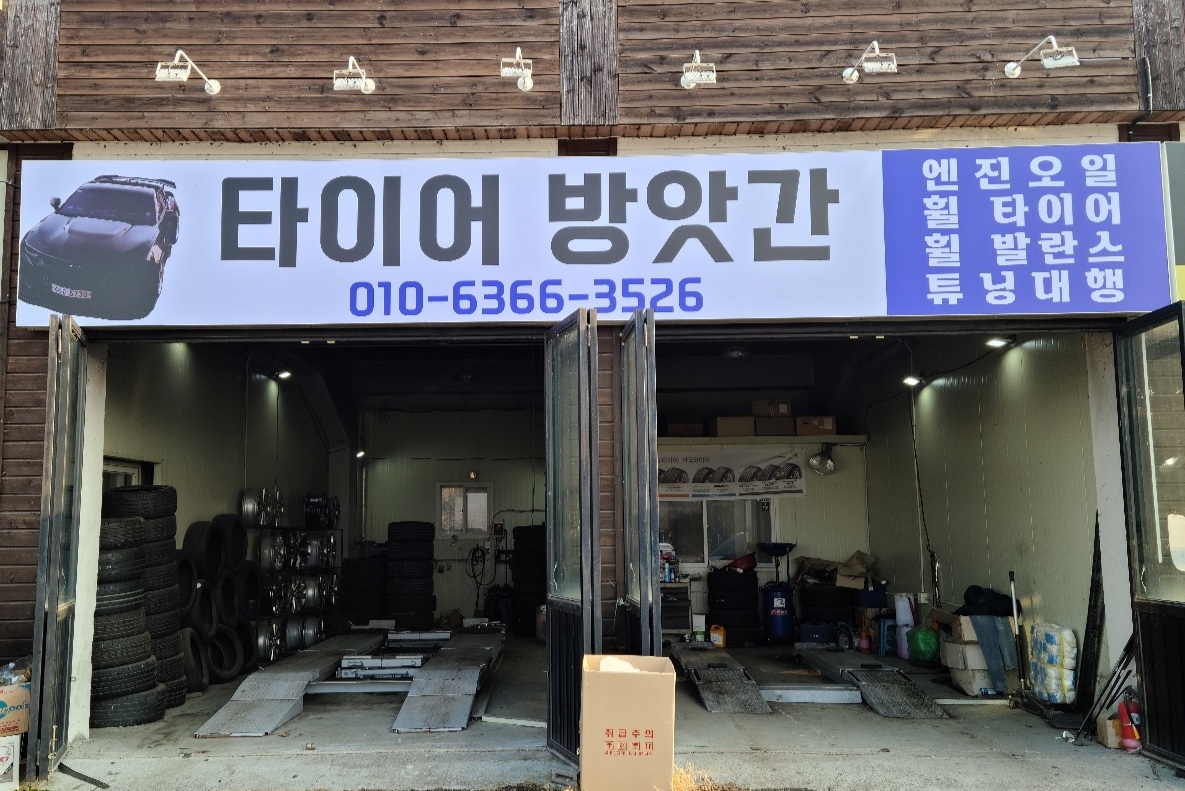 타이어 방앗간
010-6366-3526
엔진오일
휠 타이어
휠 발란스
튜닝대행
취급주의